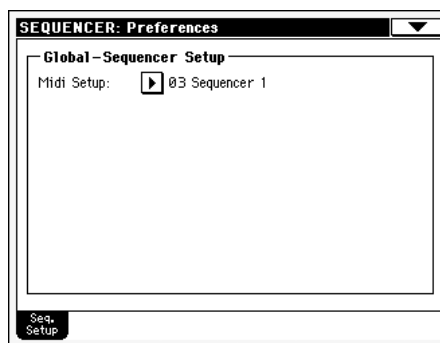 SEQUENCER: Preferences
Global-Sequencer Setup
Midi Setup: 03 Sequencer 1
Seq.
Setup